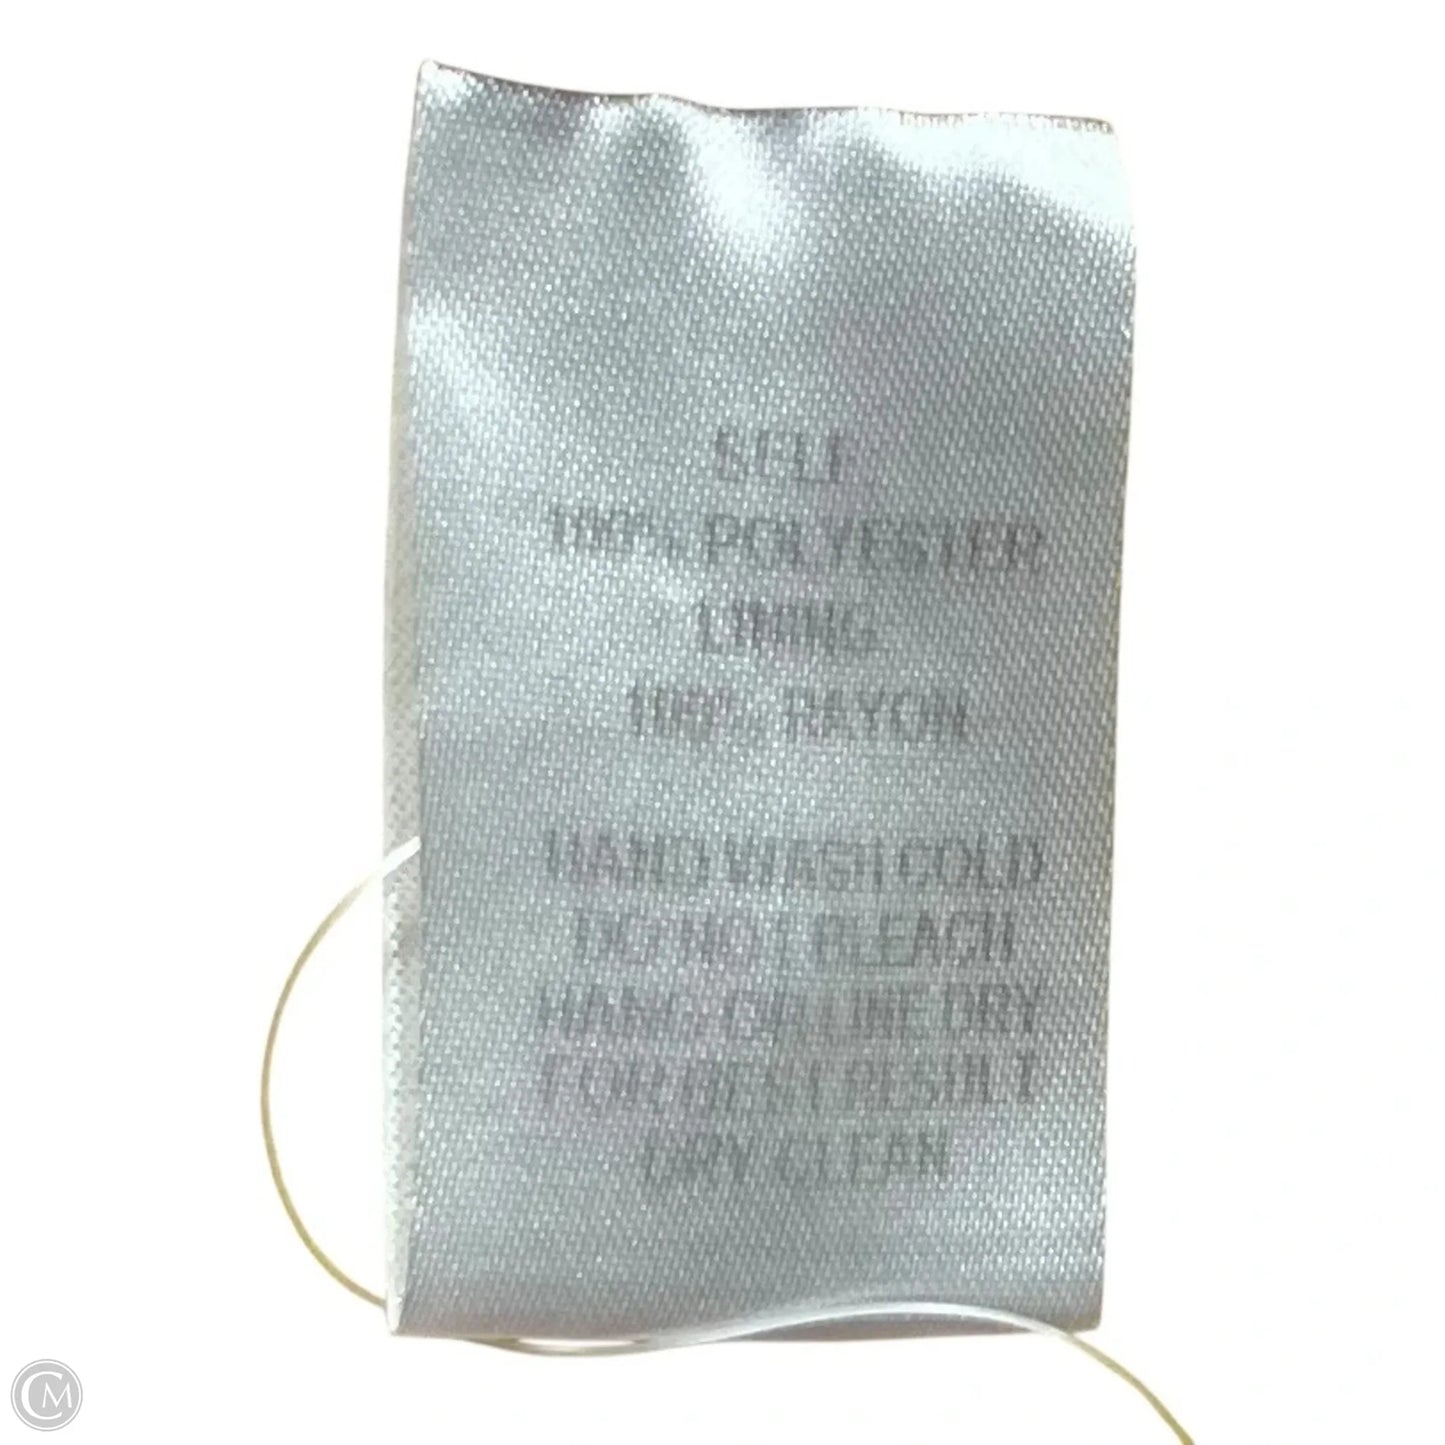 SELF
100% POLYESTER
LINING
100% RAYON
HAND WASH COLD
DO NOT BLEACH
HANG OR LINE DRY
FOR BEST RESULT
DRY CLEAN
CM